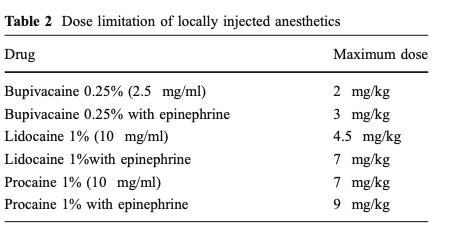 Table 2 Dose limitation of locally injected anesthetics
Drug Maximum dose
Bupivacaine 0.25% (2.5 mg/ml) 2 mg/kg
Bupivacaine 0.25% with epinephrine 3 mg/kg
Lidocaine 1% (10 mg/ml) 4.5 mg/kg
Lidocaine 1%with epinephrine 7 mg/kg
Procaine 1% (10 mg/ml) 7 mg/kg
Procaine 1% with epinephrine 9 mg/kg